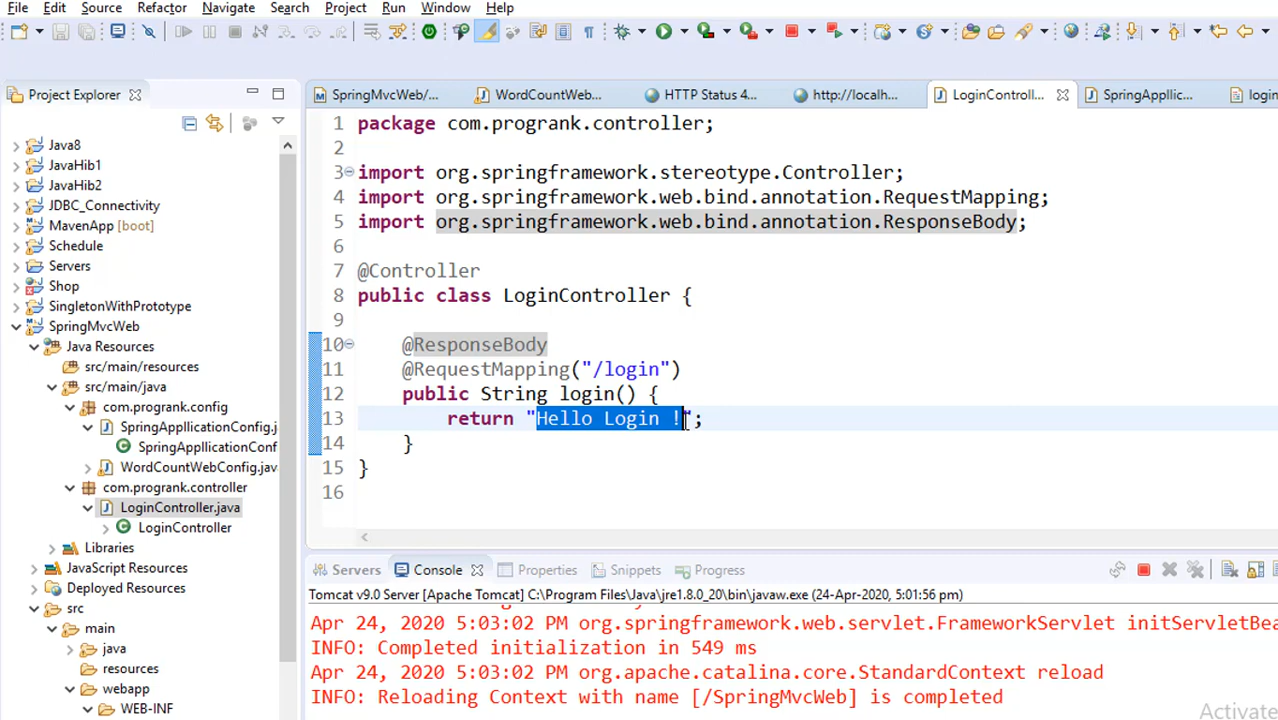 File Edit Source Refactor Navigate Search Project Run Window Help
Project Explorer
SpringMvcWeb/... WordCountWeb... HTTP Status 4... http://localh... LoginControll... SpringAppllic... login
Java8
JavaHib1
JavaHib2
JDBC_Connectivity
MavenApp [boot]
Schedule
Servers
Shop
SingletonWithPrototype
SpringMvcWeb
Java Resources
src/main/resources
src/main/java
com.progrank.config
SpringAppllicationConfig.j
SpringAppllicationConf
WordCountWebConfig.java
com.progrank.controller
LoginController.java
LoginController
Libraries
JavaScript Resources
Deployed Resources
src
main
java
resources
webapp
WEB-INF
1 package com.progrank.controller;
2
3 import org.springframework.stereotype.Controller;
4 import org.springframework.web.bind.annotation.RequestMapping;
5 import org.springframework.web.bind.annotation.ResponseBody;
6
7 @Controller
8 public class LoginController {
9
10 @ResponseBody
11 @RequestMapping("/login")
12 public String login() {
13 return "Hello Login !";
14 }
15 }
16
Servers Console Properties Snippets Progress
Tomcat v9.0 Server [Apache Tomcat] C:\Program Files\Java\jre1.8.0_20\bin\javaw.exe (24-Apr-2020, 5:01:56 pm)
Apr 24, 2020 5:03:02 PM org.springframework.web.servlet.FrameworkServlet initServletBea
INFO: Completed initialization in 549 ms
Apr 24, 2020 5:03:02 PM org.apache.catalina.core.StandardContext reload
INFO: Reloading Context with name [/SpringMvcWeb] is completed
Activate